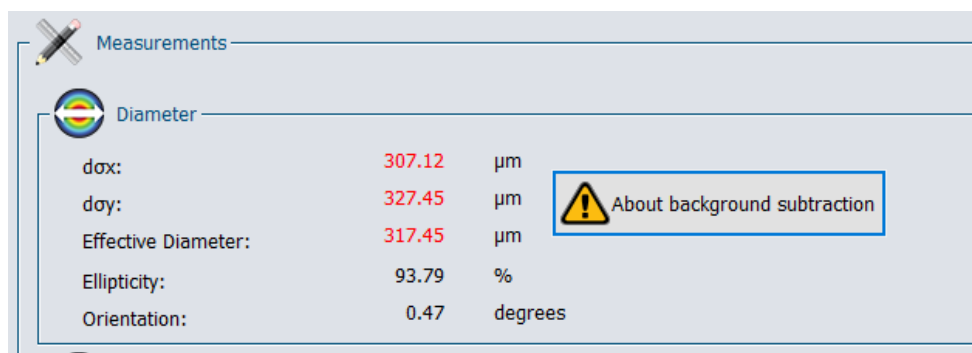 Measurements
Diameter
dσx: 307.12 µm
dσy: 327.45 µm
About background subtraction
Effective Diameter: 317.45 µm
Ellipticity: 93.79 %
Orientation: 0.47 degrees